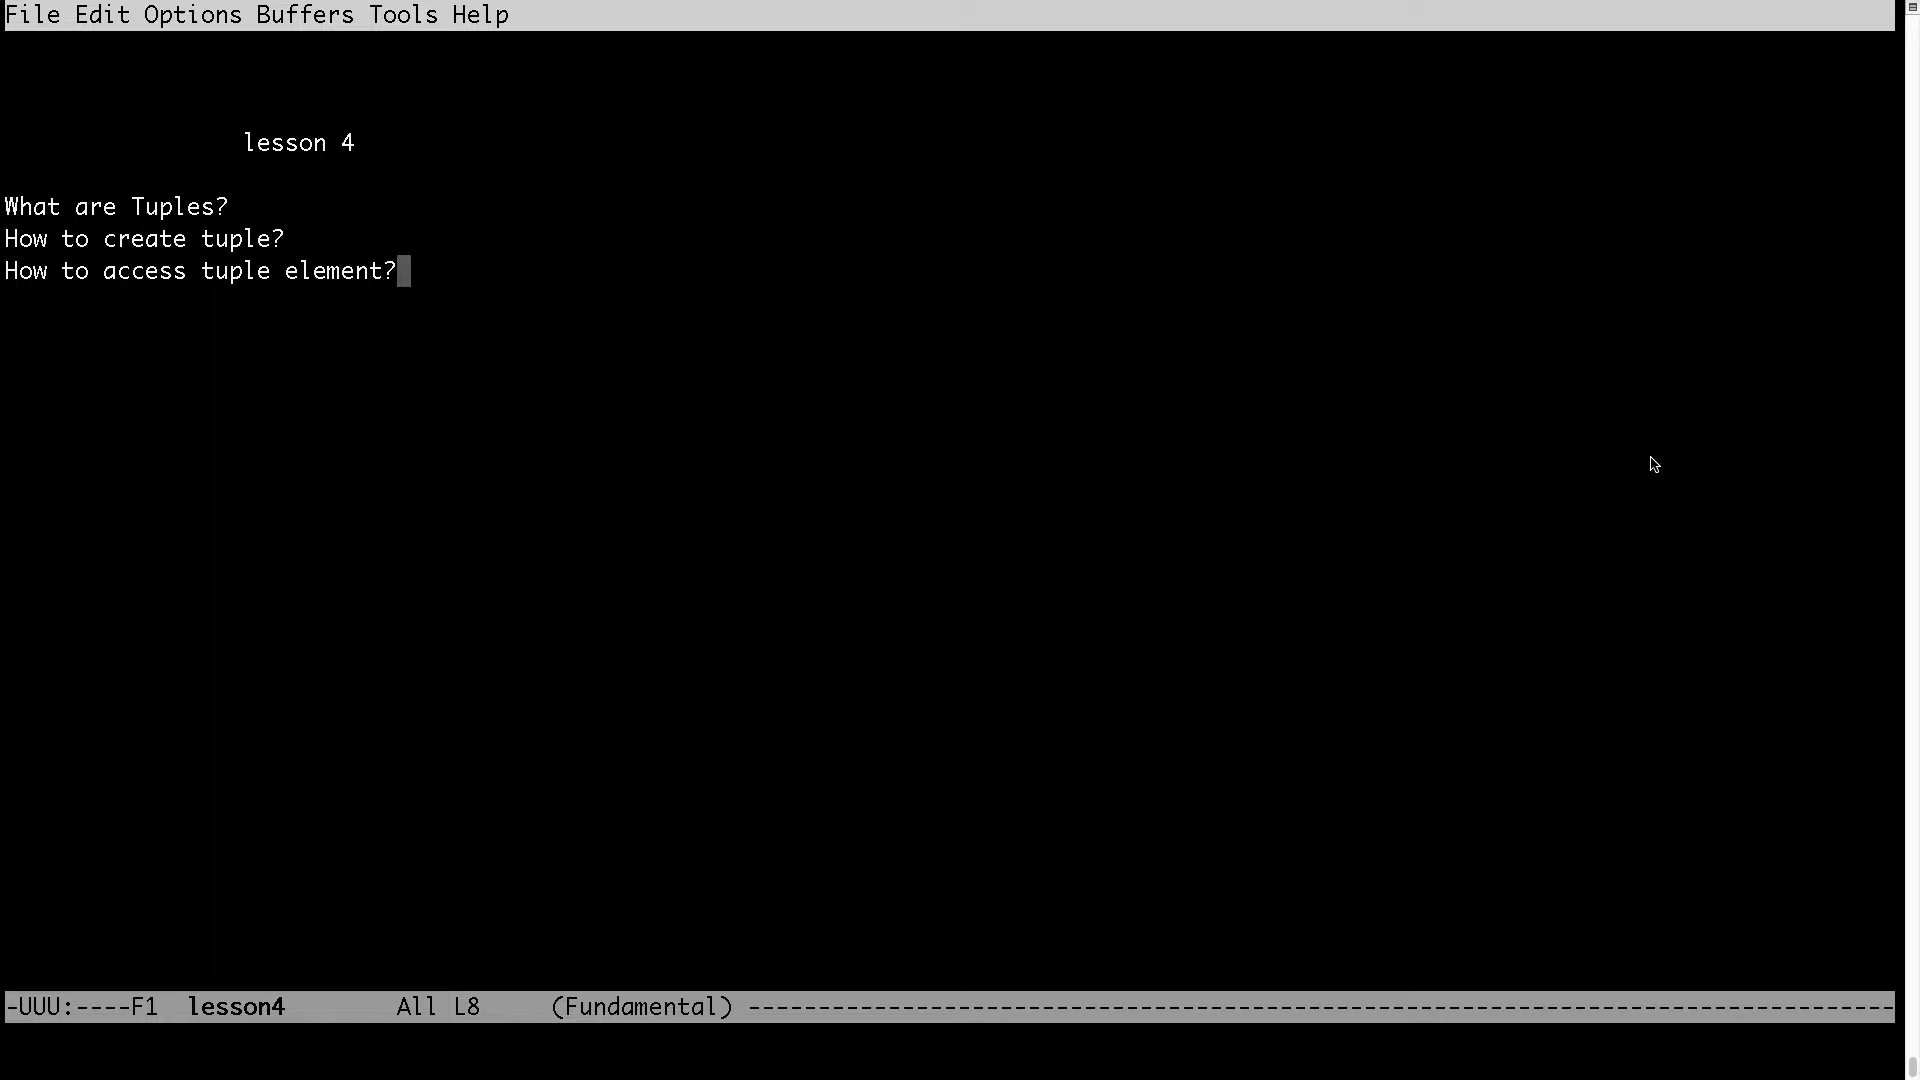 File Edit Options Buffers Tools Help
lesson 4
What are Tuples?
How to create tuple?
How to access tuple element?
-UUU:----F1 lesson4 All L8 (Fundamental) ----------------------------------------------------------------------------------